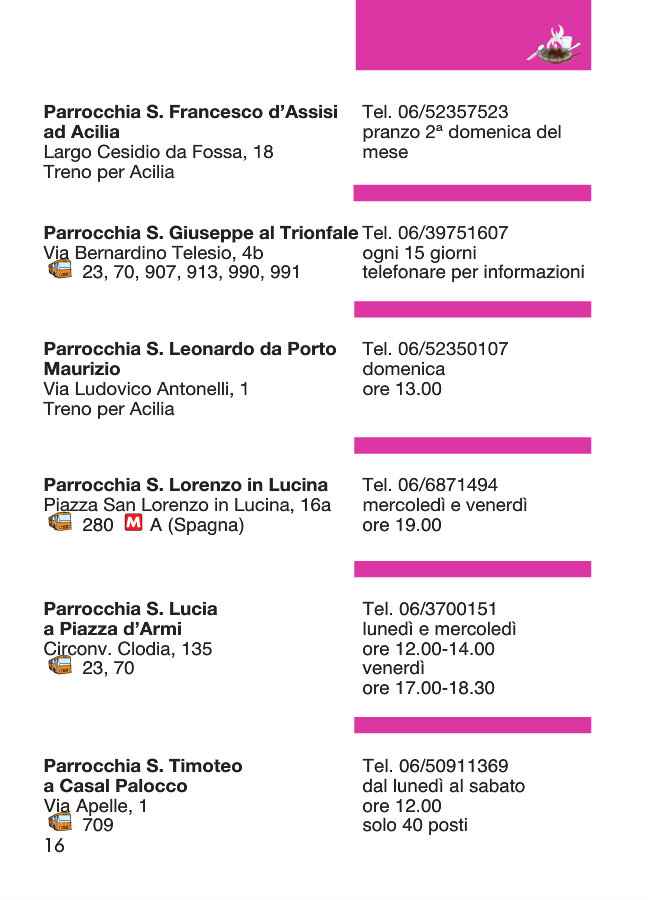 Parrocchia S. Francesco d'Assisi
ad Acilia
Largo Cesidio da Fossa, 18
Treno per Acilia
Tel. 06/52357523
pranzo 2ª domenica del
mese
Parrocchia S. Giuseppe al Trionfale
Via Bernardino Telesio, 4b
23, 70, 907, 913, 990, 991
Tel. 06/39751607
ogni 15 giorni
telefonare per informazioni
Parrocchia S. Leonardo da Porto
Maurizio
Via Ludovico Antonelli, 1
Treno per Acilia
Tel. 06/52350107
domenica
ore 13.00
Parrocchia S. Lorenzo in Lucina
Piazza San Lorenzo in Lucina, 16a
280 M A (Spagna)
Tel. 06/6871494
mercoledì e venerdì
ore 19.00
Parrocchia S. Lucia
a Piazza d'Armi
Circonv. Clodia, 135
23, 70
Tel. 06/3700151
lunedì e mercoledì
ore 12.00-14.00
venerdì
ore 17.00-18.30
Parrocchia S. Timoteo
a Casal Palocco
Via Apelle, 1
709
Tel. 06/50911369
dal lunedì al sabato
ore 12.00
solo 40 posti
16